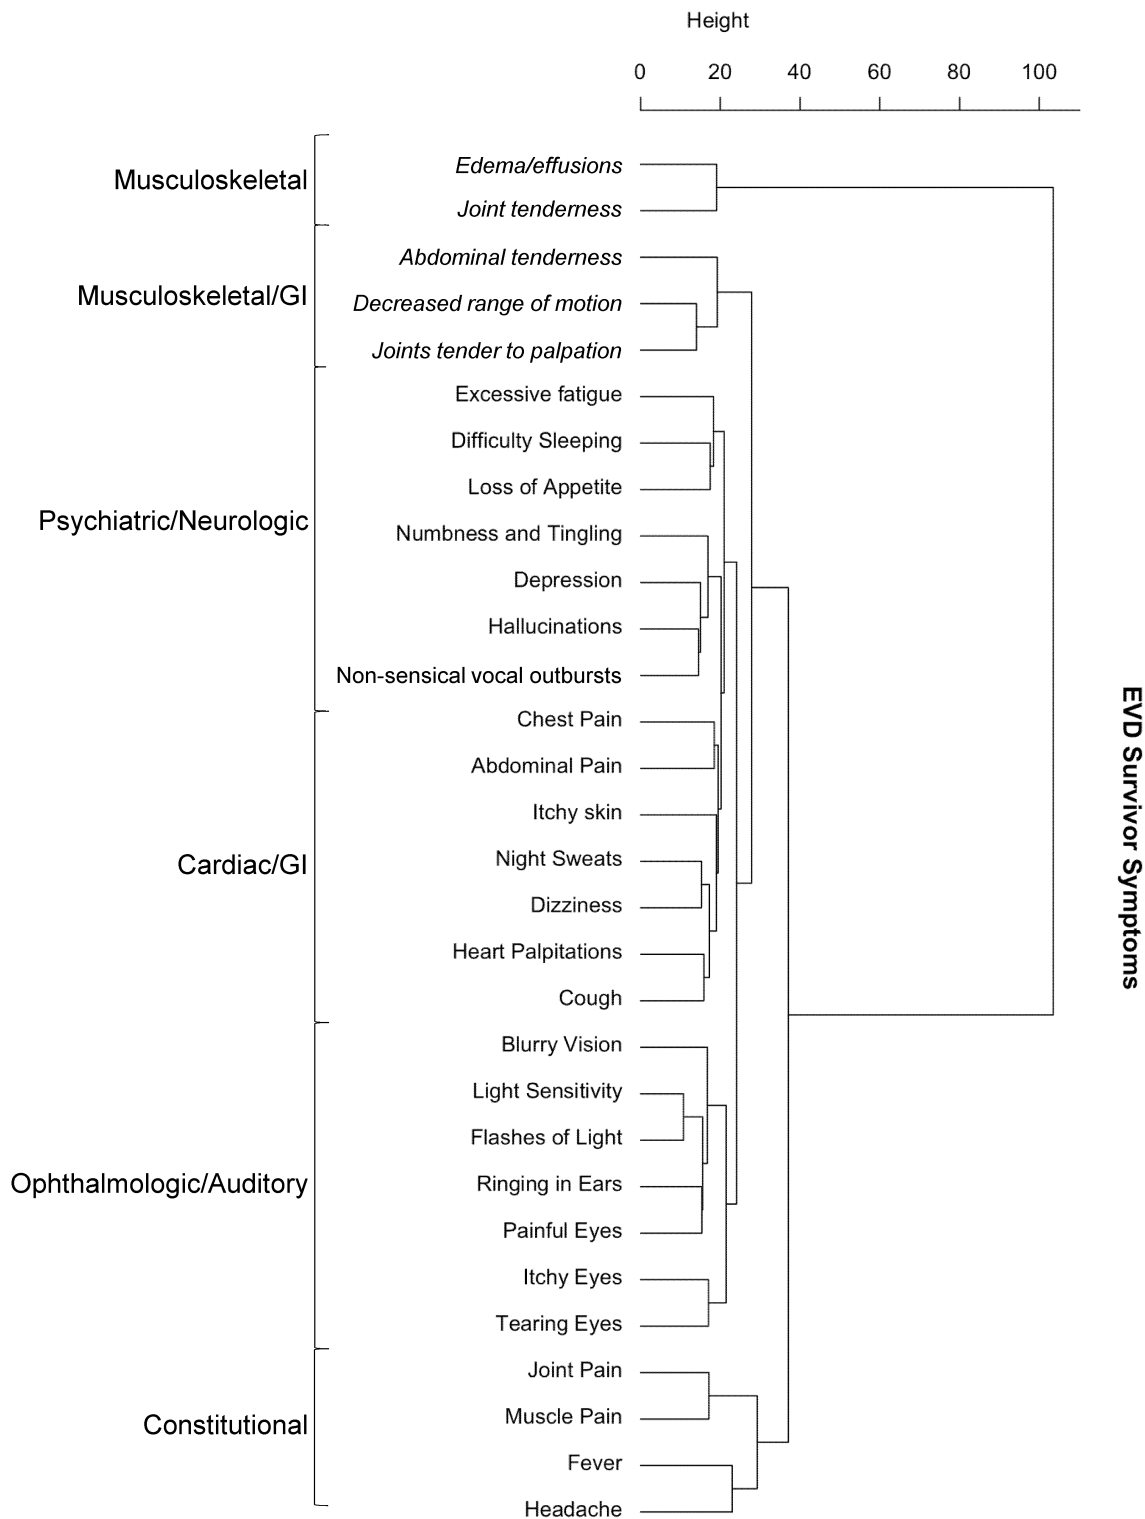 Height
0 20 40 60 80 100
Musculoskeletal
Edema/effusions
Joint tenderness
Musculoskeletal/GI
Abdominal tenderness
Decreased range of motion
Joints tender to palpation
Psychiatric/Neurologic
Excessive fatigue
Difficulty Sleeping
Loss of Appetite
Numbness and Tingling
Depression
Hallucinations
Non-sensical vocal outbursts
Cardiac/GI
Chest Pain
Abdominal Pain
Itchy skin
Night Sweats
Dizziness
Heart Palpitations
Cough
Ophthalmologic/Auditory
Blurry Vision
Light Sensitivity
Flashes of Light
Ringing in Ears
Painful Eyes
Itchy Eyes
Tearing Eyes
Constitutional
Joint Pain
Muscle Pain
Fever
Headache
EVD Survivor Symptoms